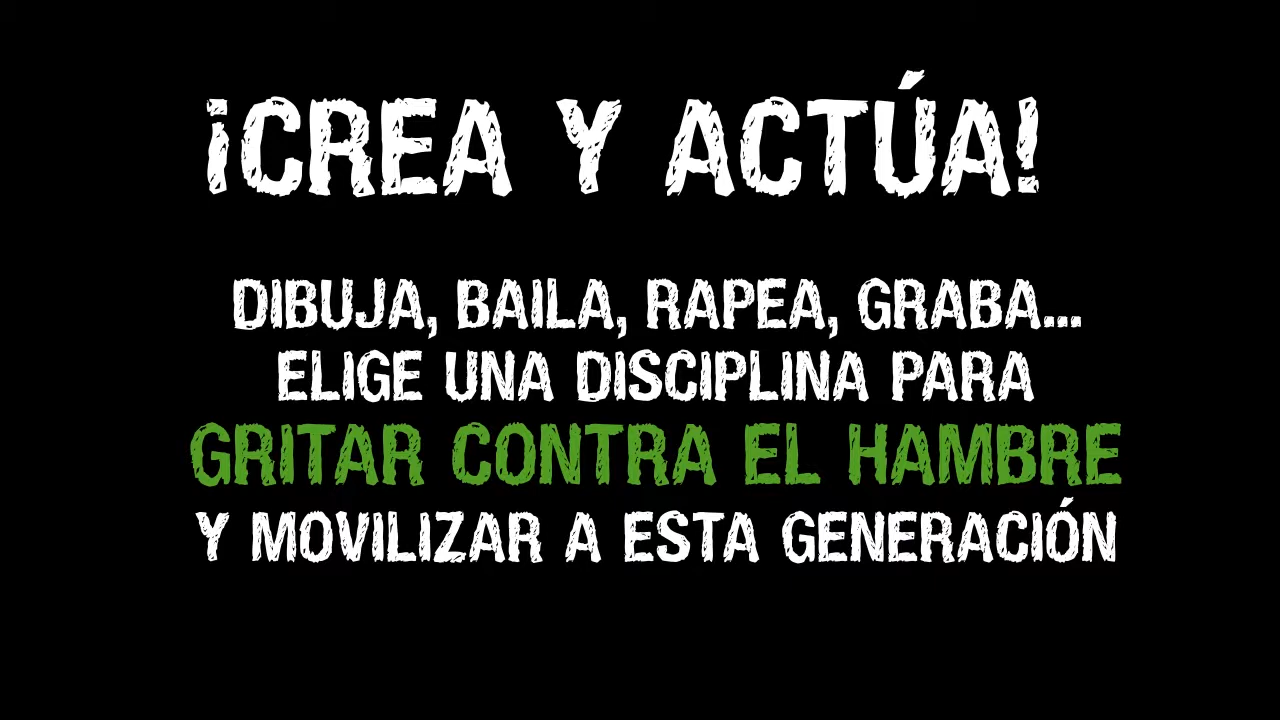 ¡CREA Y ACTÚA!
DIBUJA, BAILA, RAPEA, GRABA...
ELIGE UNA DISCIPLINA PARA
GRITAR CONTRA EL HAMBRE
Y MOVILIZAR A ESTA GENERACIÓN